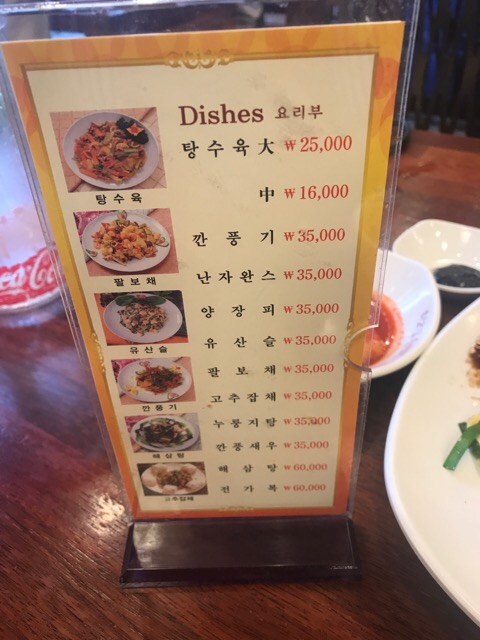 Dishes 요리부
탕수육 大 ₩25,000
中 ₩16,000
깐풍기 ₩35,000
난자완스 ₩35,000
양장피 ₩35,000
유산슬 ₩35,000
팔보채 ₩35,000
고추잡채 ₩35,000
누룽지탕 ₩35,000
깐풍새우 ₩35,000
해삼탕 ₩60,000
전가복 ₩60,000
탕수육
팔보채
유산슬
깐풍기
해삼탕
고추잡채
Coca-Cola